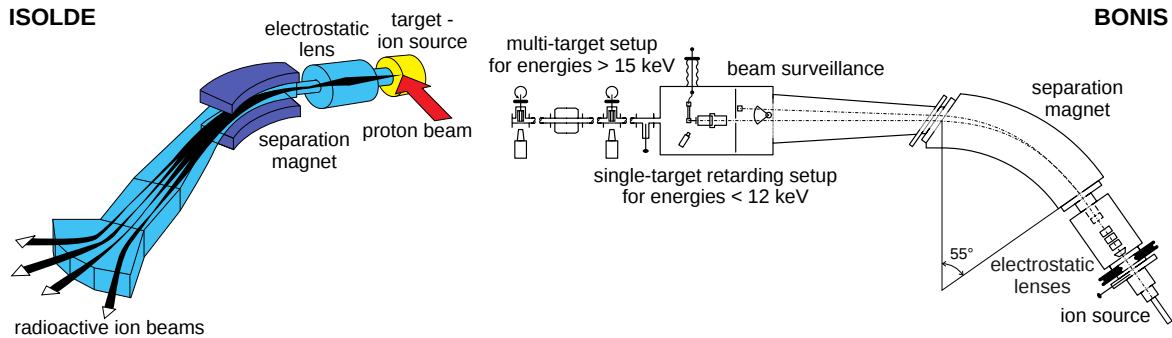 ISOLDE
electrostatic
lens
target -
ion source
proton beam
separation
magnet
radioactive ion beams
BONIS
multi-target setup
for energies > 15 keV
beam surveillance
separation
magnet
single-target retarding setup
for energies < 12 keV
55°
electrostatic
lenses
ion source